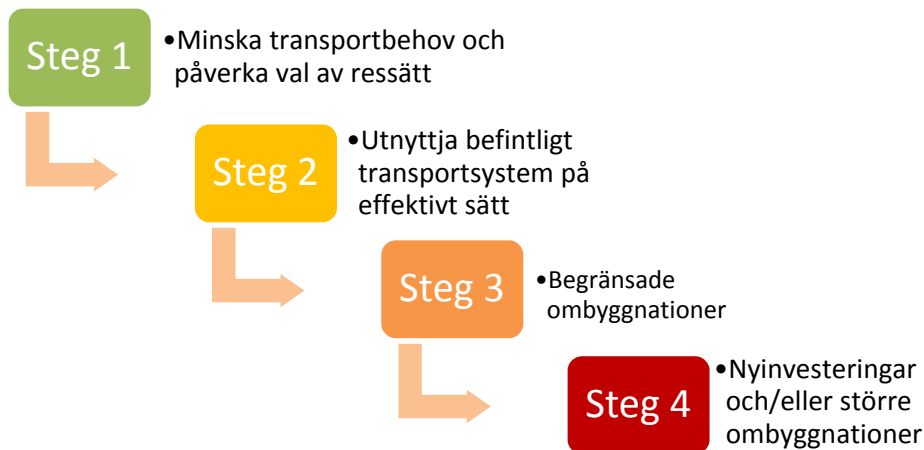 Steg 1
•Minska transportbehov och
påverka val av ressätt
Steg 2
•Utnyttja befintligt
transportsystem på
effektivt sätt
Steg 3
•Begränsade
ombyggnationer
Steg 4
•Nyinvesteringar
och/eller större
ombyggnationer